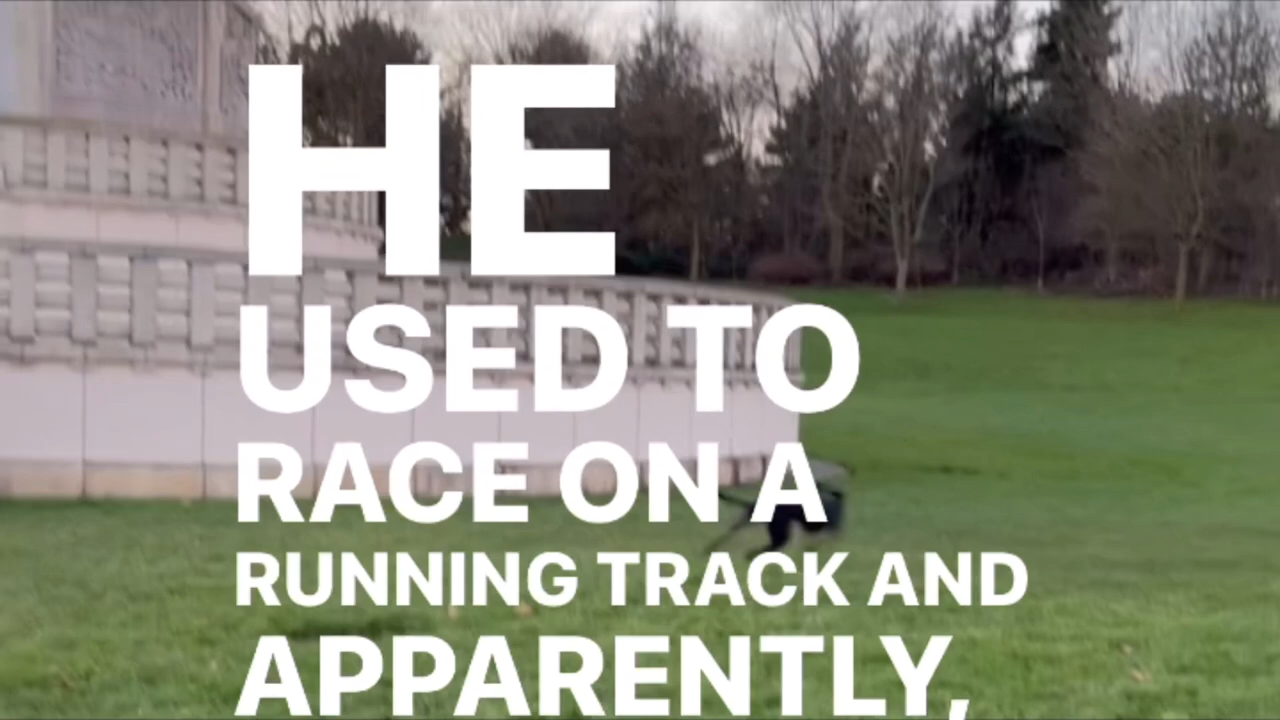 HE
USED TO
RACE ON A
RUNNING TRACK AND
APPARENTLY,